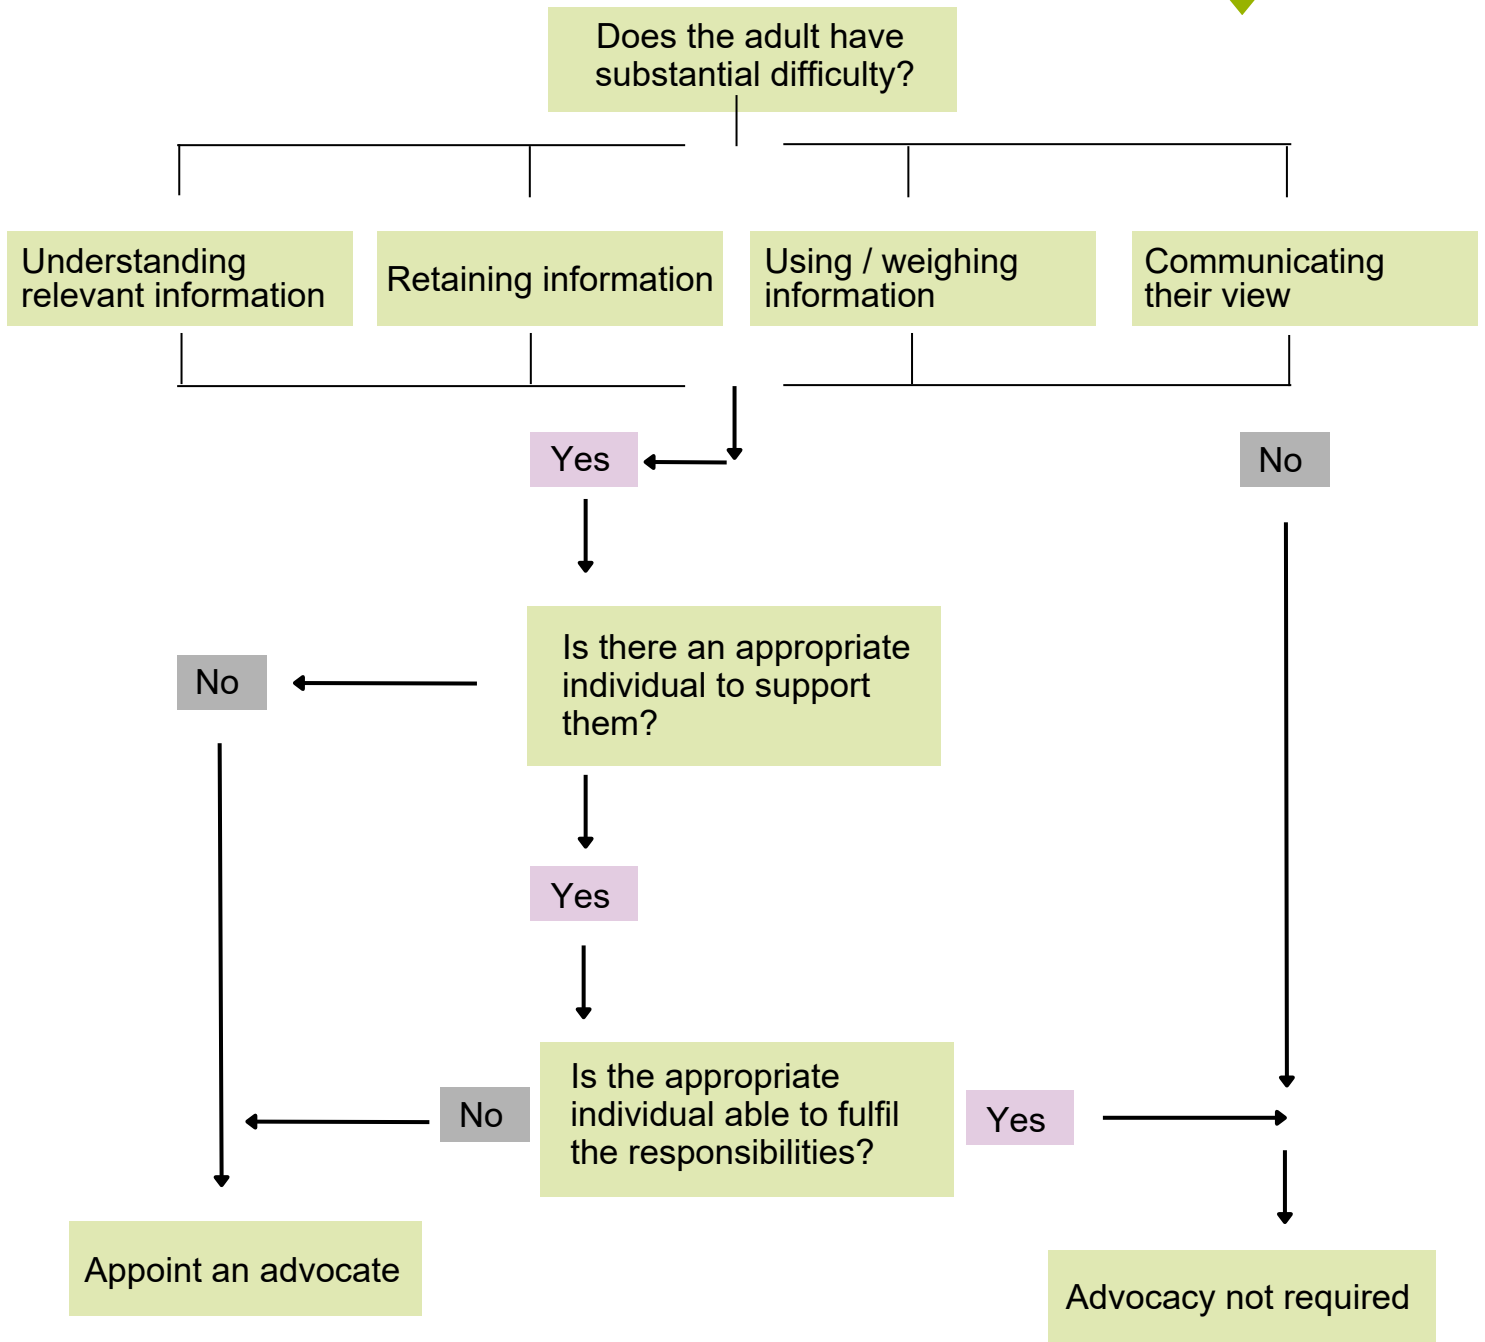 Does the adult have
substantial difficulty?
Understanding
relevant information
Retaining information
Using / weighing
information
Communicating
their view
Yes
No
Is there an appropriate
individual to support
them?
No
Yes
Is the appropriate
individual able to fulfil
the responsibilities?
No
Yes
Appoint an advocate
Advocacy not required